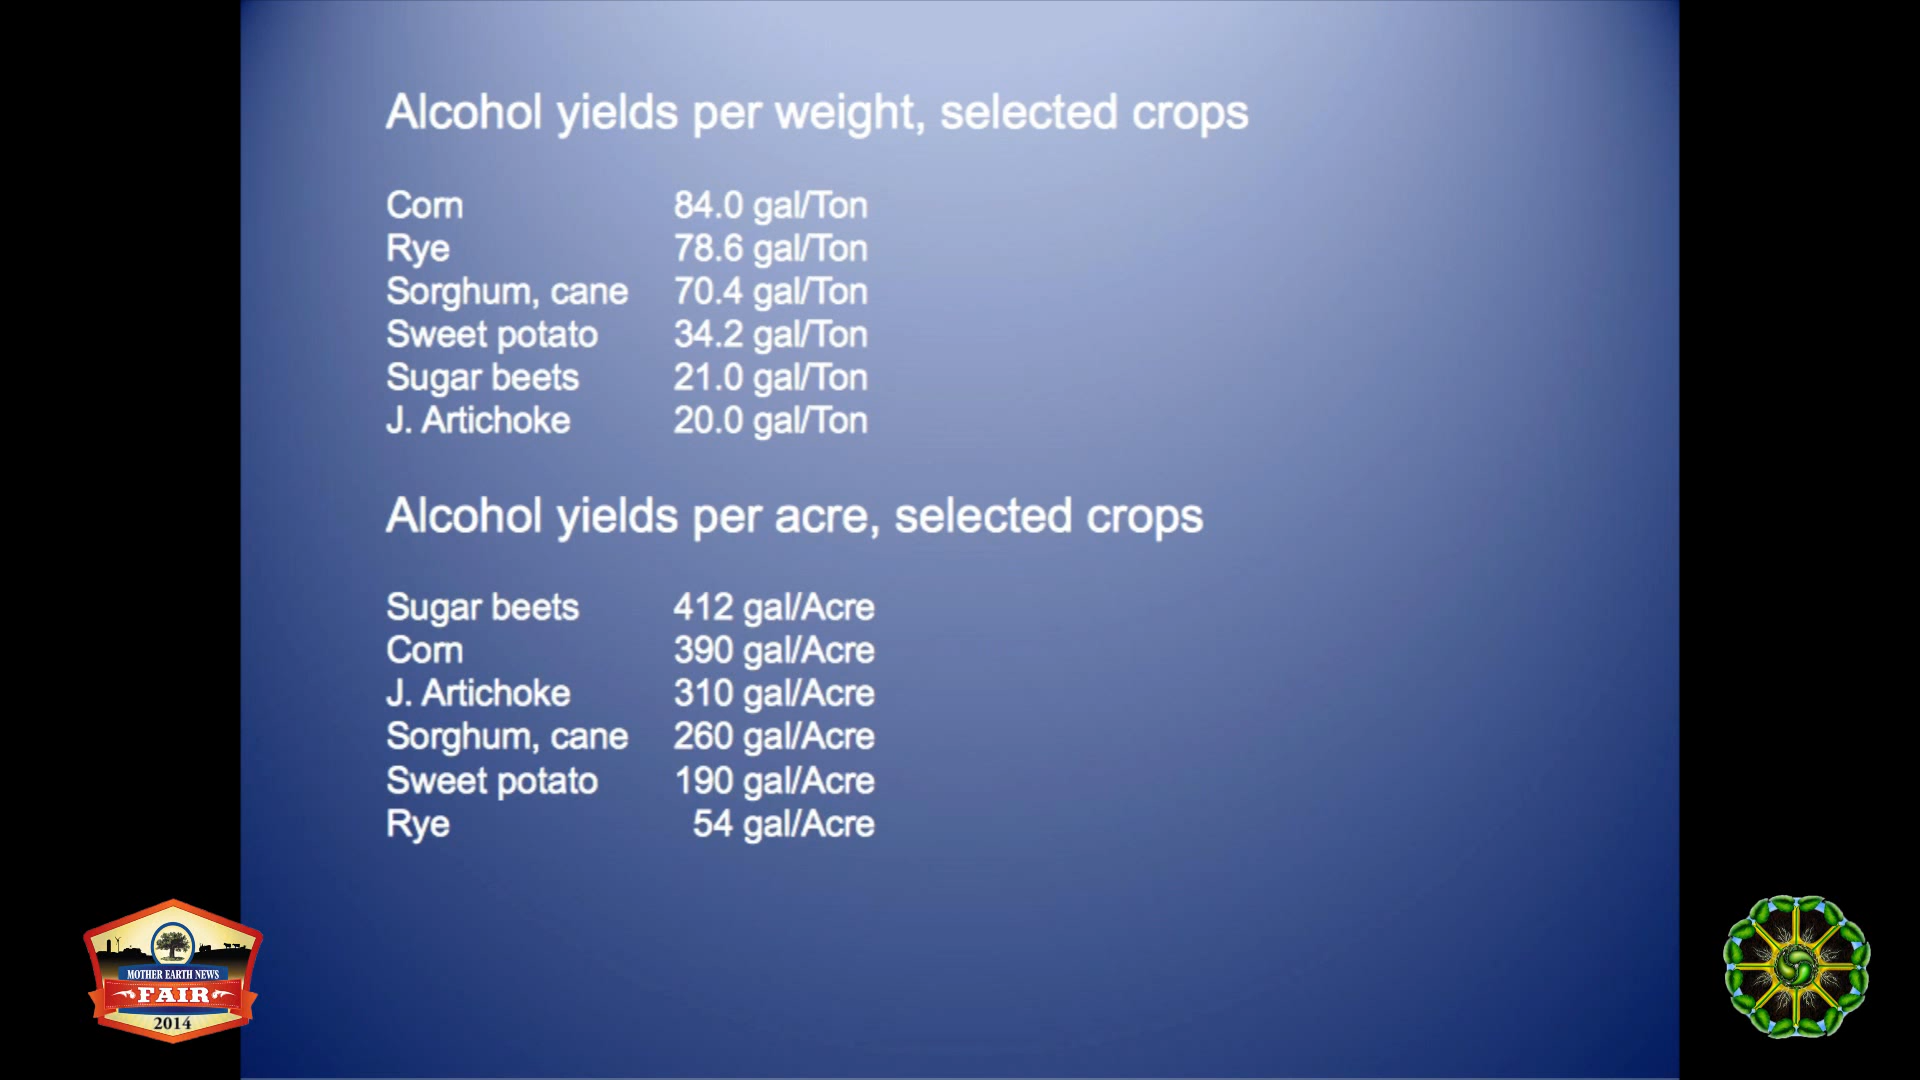 Alcohol yields per weight, selected crops
Corn 84.0 gal/Ton
Rye 78.6 gal/Ton
Sorghum, cane 70.4 gal/Ton
Sweet potato 34.2 gal/Ton
Sugar beets 21.0 gal/Ton
J. Artichoke 20.0 gal/Ton
Alcohol yields per acre, selected crops
Sugar beets 412 gal/Acre
Corn 390 gal/Acre
J. Artichoke 310 gal/Acre
Sorghum, cane 260 gal/Acre
Sweet potato 190 gal/Acre
Rye 54 gal/Acre
MOTHER EARTH NEWS
FAIR
2014